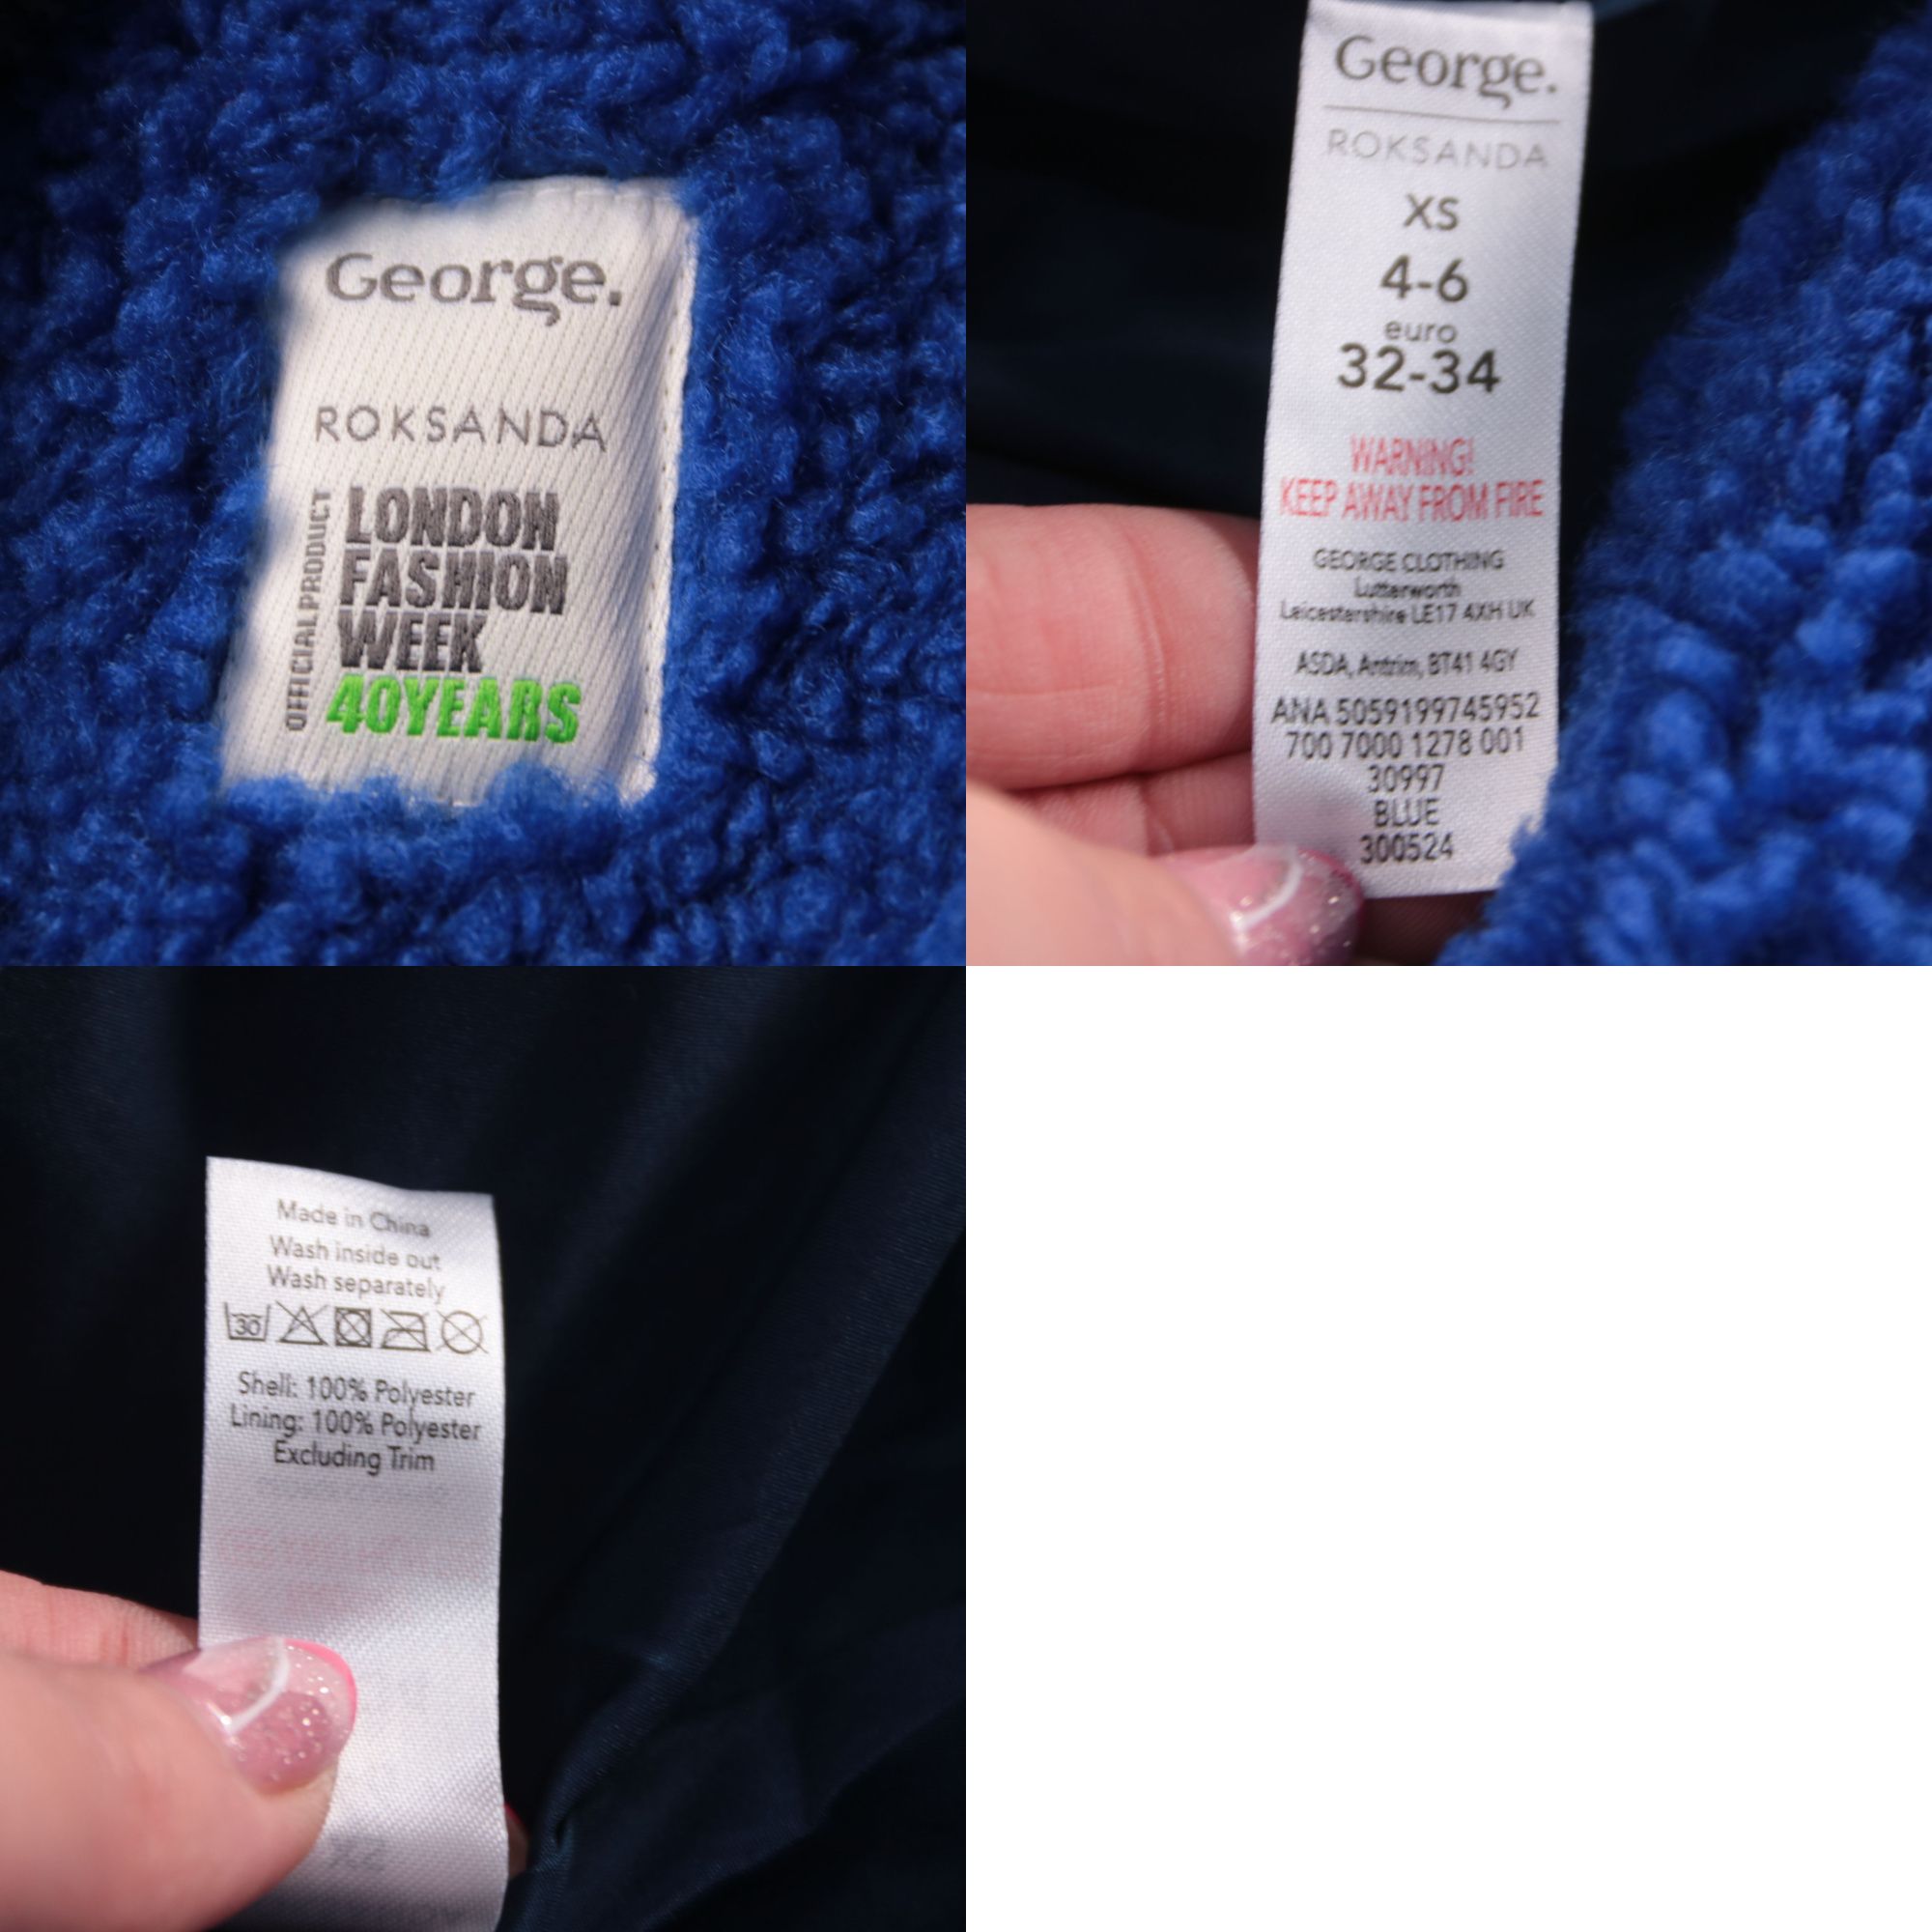 George.
ROKSANDA
OFFICIAL PRODUCT
LONDON
FASHION
WEEK
40YEARS
George.
ROKSANDA
XS
4-6
euro
32-34
WARNING!
KEEP AWAY FROM FIRE
GEORGE CLOTHING
Lutterworth
Leicestershire LE17 4XH UK
ASDA, Antrim, BT41 4GY
ANA 5059199745952
700 7000 1278 001
30997
BLUE
300524
Made in China
Wash inside out
Wash separately
30
Shell: 100% Polyester
Lining: 100% Polyester
Excluding Trim